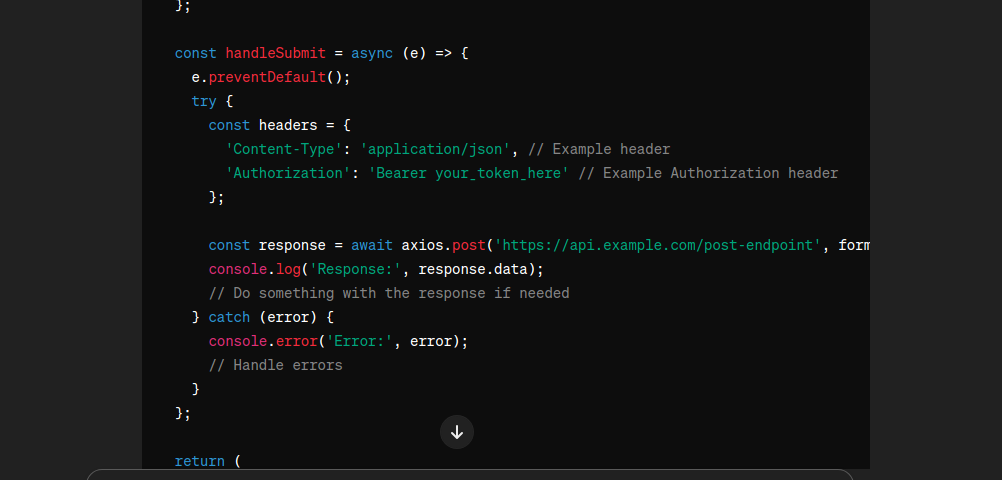 };
const handleSubmit = async (e) => {
e.preventDefault();
try {
const headers = {
'Content-Type': 'application/json', // Example header
'Authorization': 'Bearer your_token_here' // Example Authorization header
};
const response = await axios.post('https://api.example.com/post-endpoint', form
console.log('Response:', response.data);
// Do something with the response if needed
} catch (error) {
console.error('Error:', error);
// Handle errors
}
};
return (